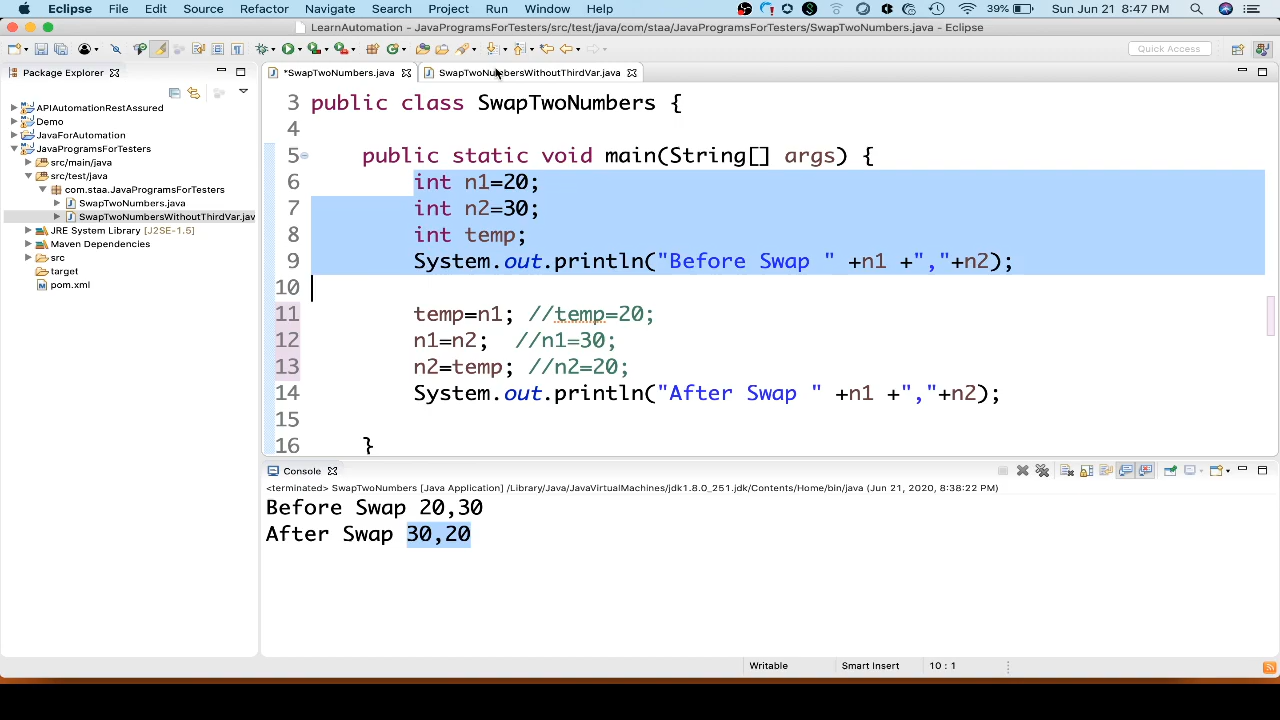 Eclipse File Edit Source Refactor Navigate Search Project Run Window Help 39% Sun Jun 21 8:47 PM
LearnAutomation - JavaProgramsForTesters/src/test/java/com/staa/JavaProgramsForTesters/SwapTwoNumbers.java - Eclipse
Quick Access
Package Explorer
APIAutomationRestAssured
Demo
JavaForAutomation
JavaProgramsForTesters
src/main/java
src/test/java
com.staa.JavaProgramsForTesters
SwapTwoNumbers.java
SwapTwoNumbersWithoutThirdVar.jav
JRE System Library [J2SE-1.5]
Maven Dependencies
src
target
pom.xml
*SwapTwoNumbers.java SwapTwoNumbersWithoutThirdVar.java
3 public class SwapTwoNumbers {
4
5 public static void main(String[] args) {
6 int n1=20;
7 int n2=30;
8 int temp;
9 System.out.println("Before Swap " +n1 +","+n2);
10
11 temp=n1; //temp=20;
12 n1=n2; //n1=30;
13 n2=temp; //n2=20;
14 System.out.println("After Swap " +n1 +","+n2);
15
16 }
Console
<terminated> SwapTwoNumbers [Java Application] /Library/Java/JavaVirtualMachines/jdk1.8.0_251.jdk/Contents/Home/bin/java (Jun 21, 2020, 8:38:22 PM)
Before Swap 20,30
After Swap 30,20
Writable Smart Insert 10 : 1